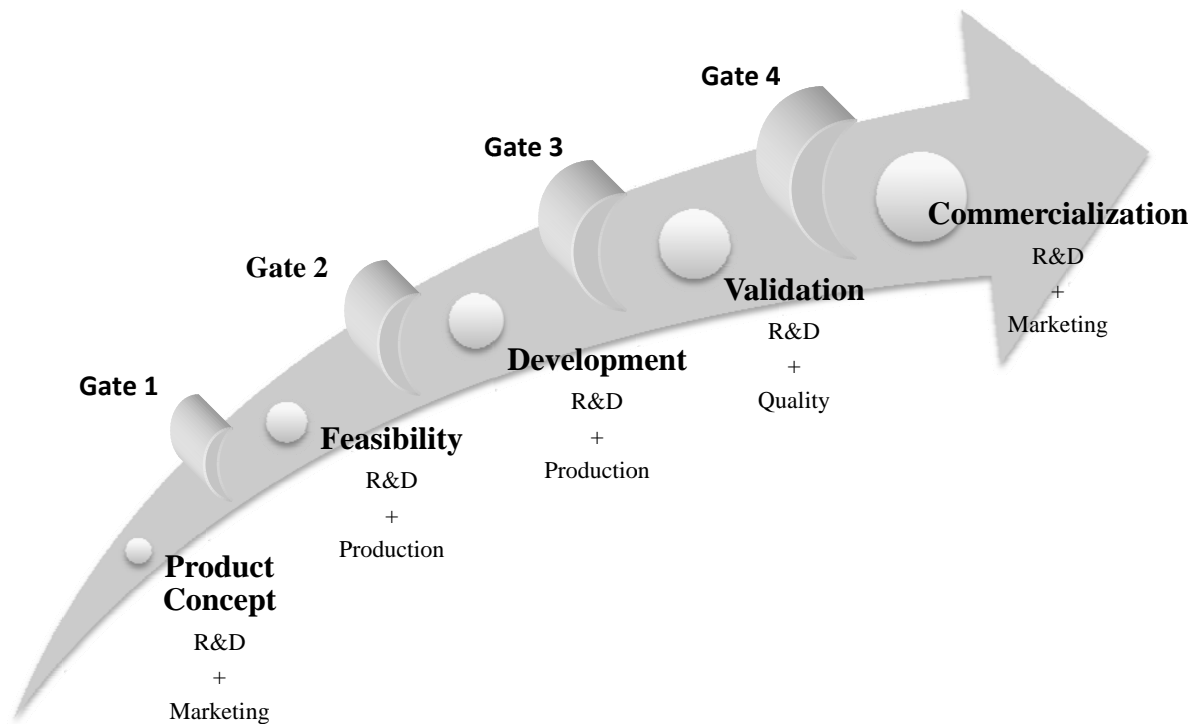 Gate 1
Gate 2
Gate 3
Gate 4
Product
Concept
R&D
+
Marketing
Feasibility
R&D
+
Production
Development
R&D
+
Production
Validation
R&D
+
Quality
Commercialization
R&D
+
Marketing